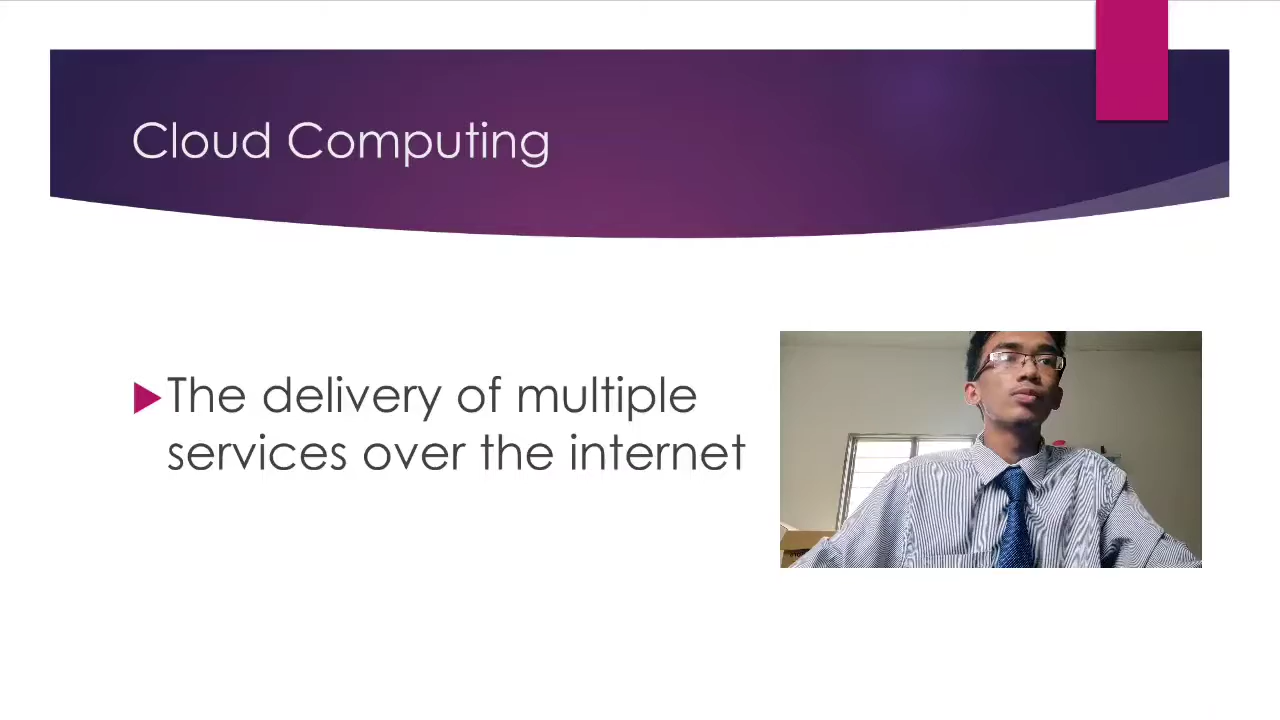 Cloud Computing
The delivery of multiple
services over the internet